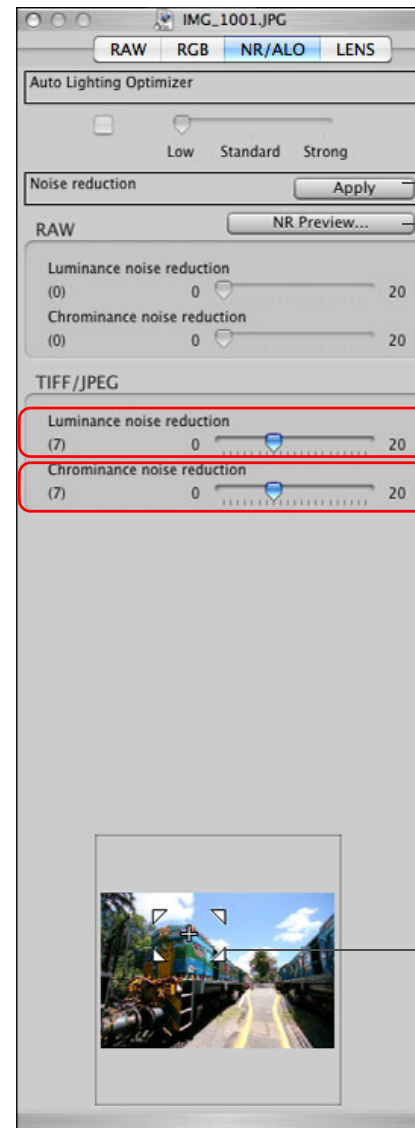 IMG_1001.JPG
RAW RGB NR/ALO LENS
Auto Lighting Optimizer
Low Standard Strong
Noise reduction Apply
RAW NR Preview...
Luminance noise reduction
(0) 0 20
Chrominance noise reduction
(0) 0 20
TIFF/JPEG
Luminance noise reduction
(7) 0 20
Chrominance noise reduction
(7) 0 20